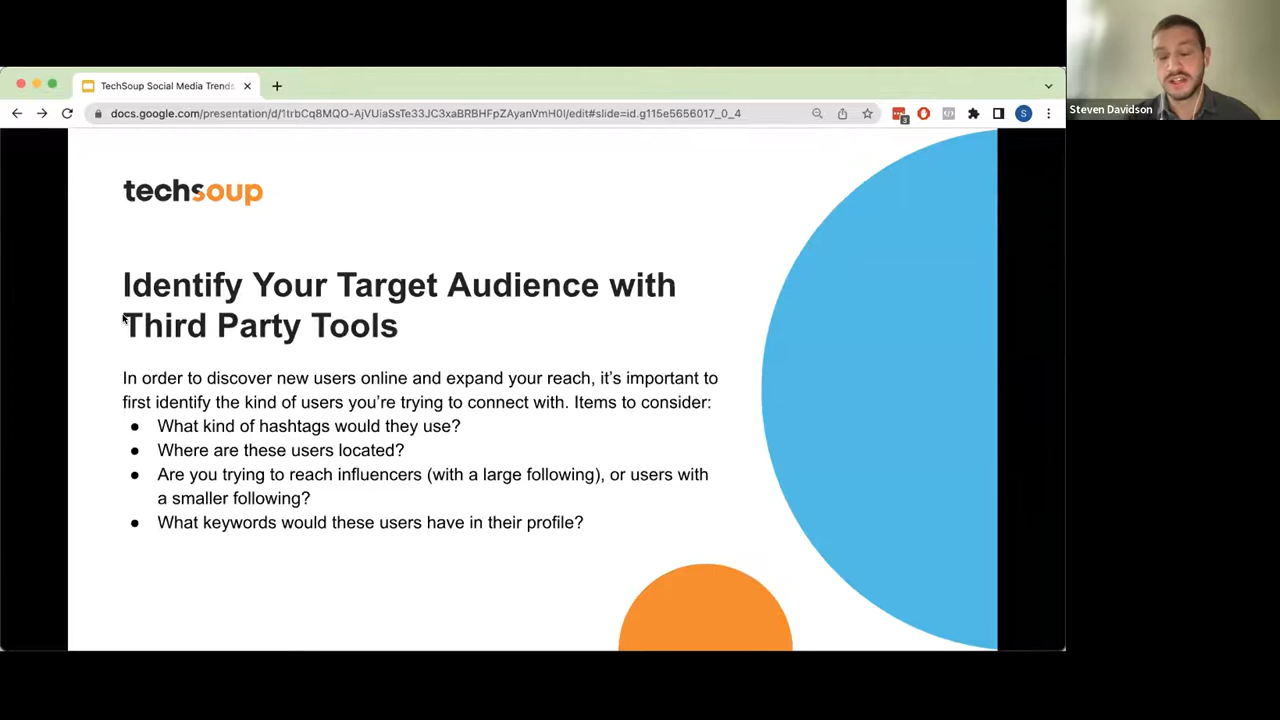 TechSoup Social Media Trends
docs.google.com/presentation/d/1trbCq8MQO-AjVUiaSsTe33JC3xaBRBHFpZAyanVmH0I/edit#slide=id.g115e5656017_0_4
3
S
Steven Davidson
techsoup
Identify Your Target Audience with
Third Party Tools
In order to discover new users online and expand your reach, it’s important to
first identify the kind of users you’re trying to connect with. Items to consider:
● What kind of hashtags would they use?
● Where are these users located?
● Are you trying to reach influencers (with a large following), or users with
a smaller following?
● What keywords would these users have in their profile?